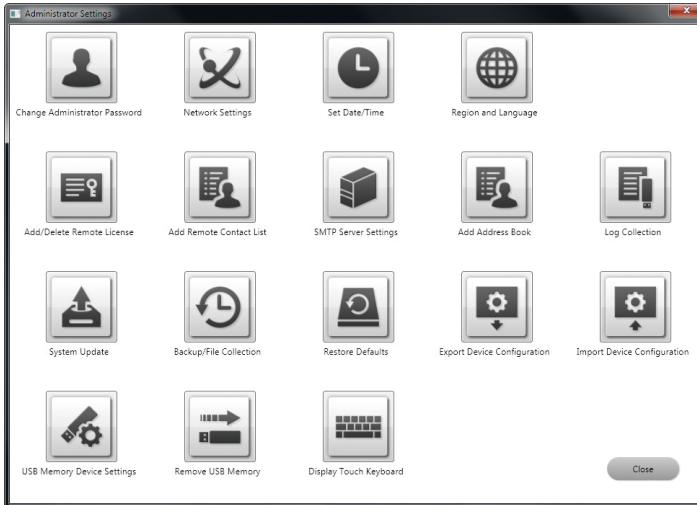 Administrator Settings
Change Administrator Password
Network Settings
Set Date/Time
Region and Language
Add/Delete Remote License
Add Remote Contact List
SMTP Server Settings
Add Address Book
Log Collection
System Update
Backup/File Collection
Restore Defaults
Export Device Configuration
Import Device Configuration
USB Memory Device Settings
Remove USB Memory
Display Touch Keyboard
Close